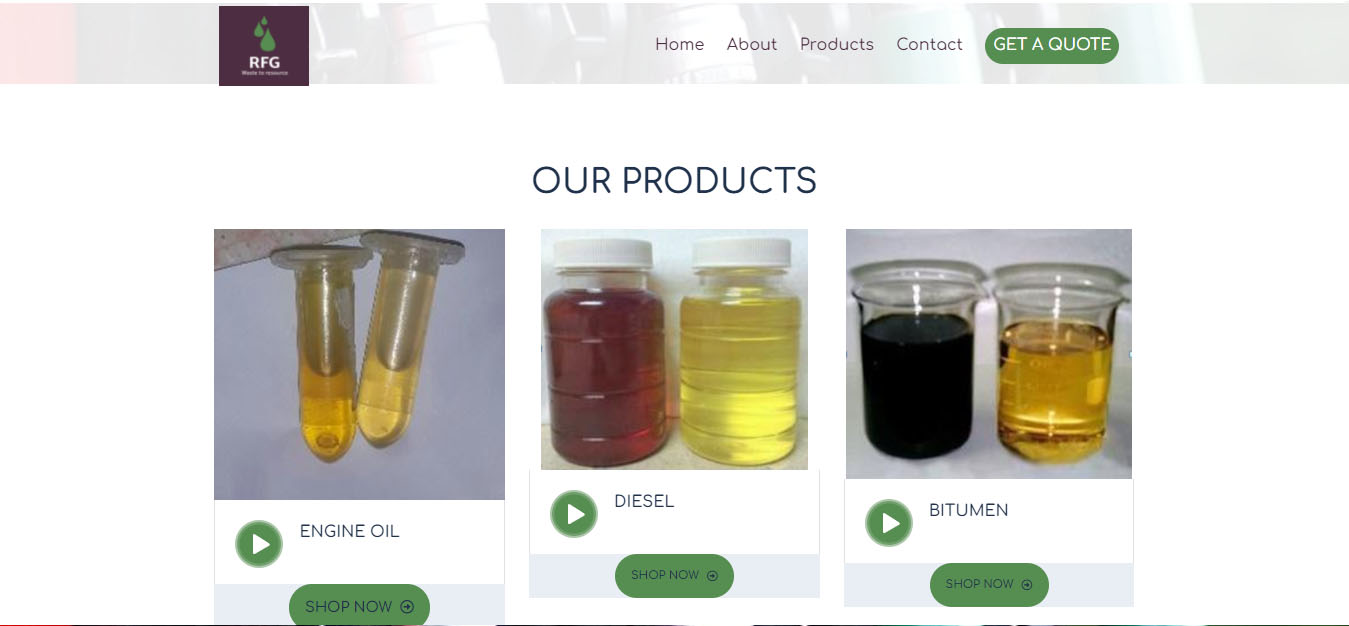 RFG
Waste to resource
Home About Products Contact GET A QUOTE
OUR PRODUCTS
ENGINE OIL
DIESEL
BITUMEN
SHOP NOW
SHOP NOW
SHOP NOW